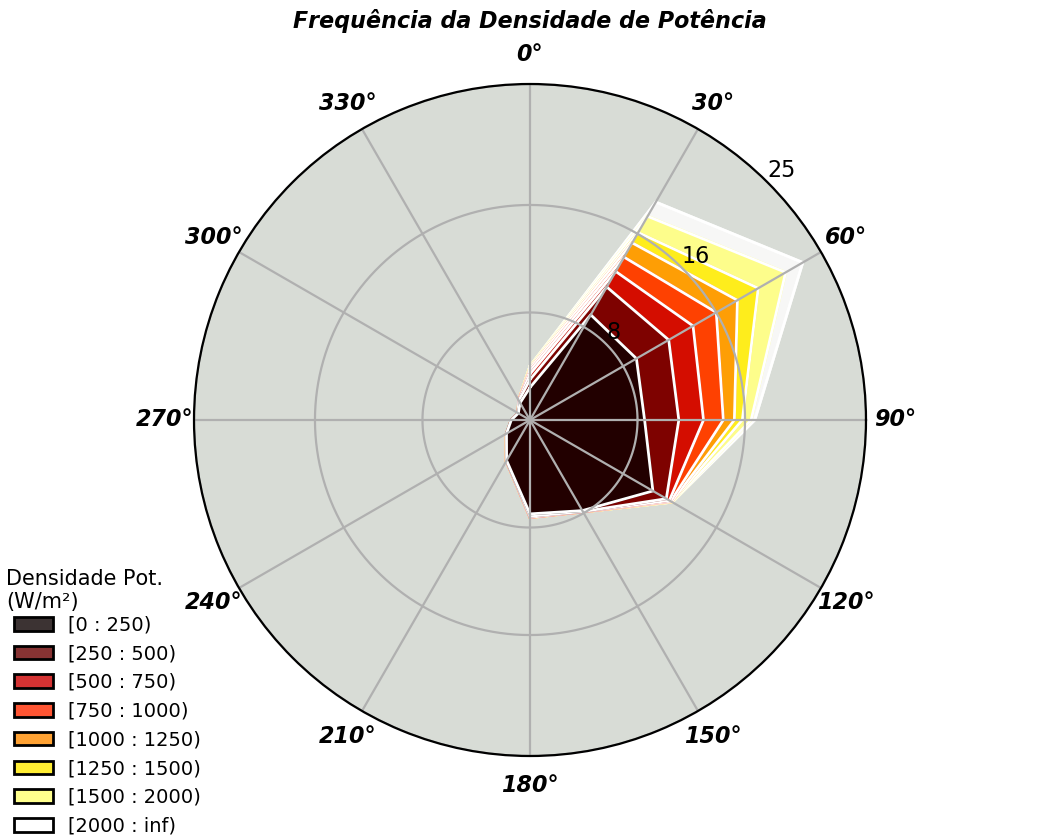 Frequência da Densidade de Potência
0°
330°
30°
25
300°
60°
16
8
270°
90°
Densidade Pot.
(W/m²)
240°
120°
[0 : 250)
[250 : 500)
[500 : 750)
[750 : 1000)
210°
150°
[1000 : 1250)
[1250 : 1500)
180°
[1500 : 2000)
[2000 : inf)